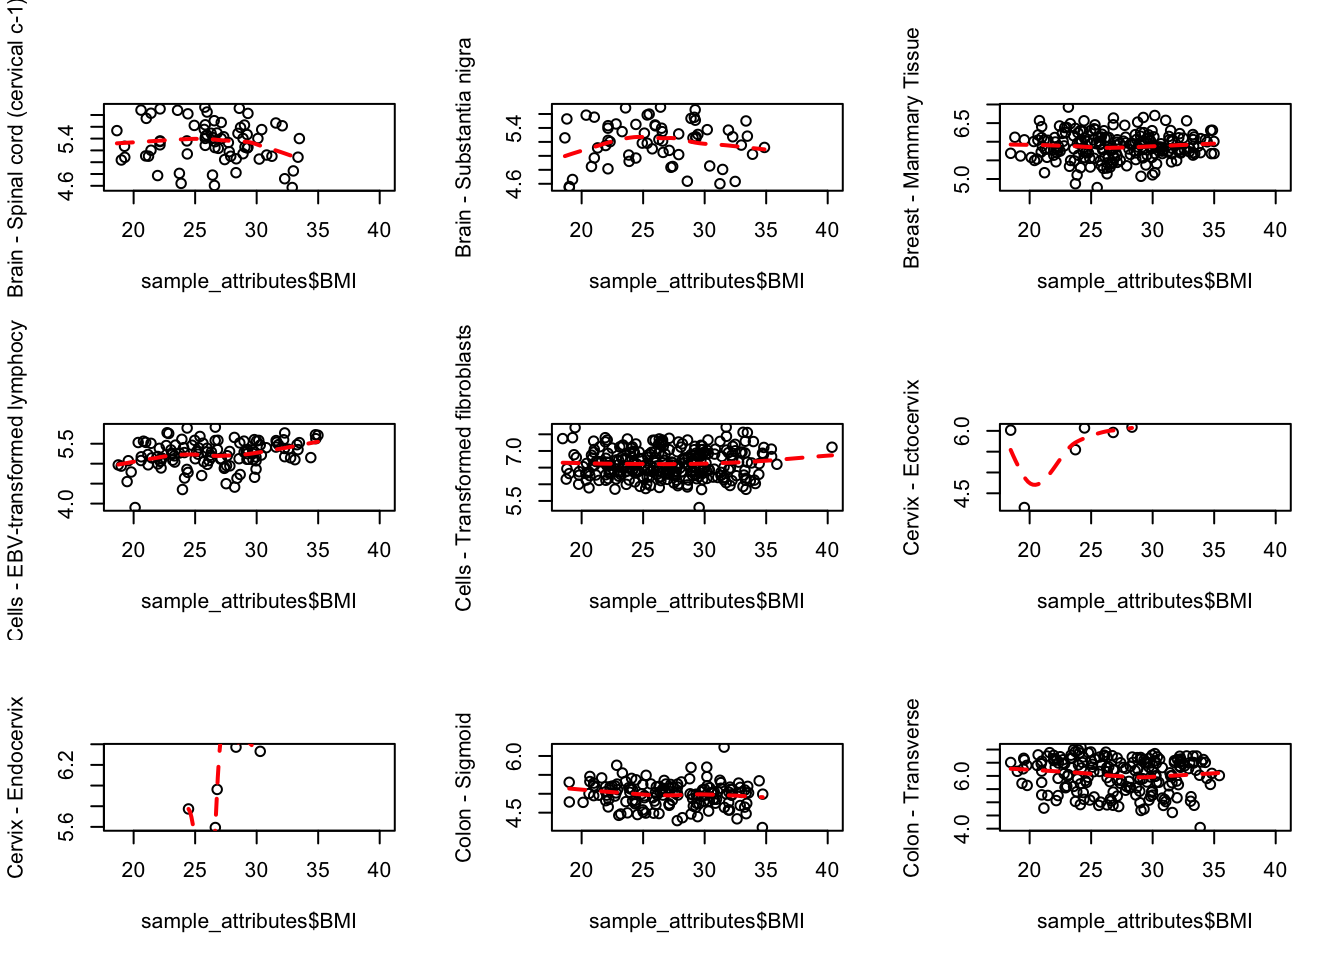 Brain - Spinal cord (cervical c-1)
4.6 5.4
20 25 30 35 40
sample_attributes$BMI
Brain - Substantia nigra
4.6 5.4
20 25 30 35 40
sample_attributes$BMI
Breast - Mammary Tissue
5.0 6.5
20 25 30 35 40
sample_attributes$BMI
Cells - EBV-transformed lymphocy
4.0 5.5
20 25 30 35 40
sample_attributes$BMI
Cells - Transformed fibroblasts
5.5 7.0
20 25 30 35 40
sample_attributes$BMI
Cervix - Ectocervix
4.5 6.0
20 25 30 35 40
sample_attributes$BMI
Cervix - Endocervix
5.6 6.2
20 25 30 35 40
sample_attributes$BMI
Colon - Sigmoid
4.5 6.0
20 25 30 35 40
sample_attributes$BMI
Colon - Transverse
4.0 6.0
20 25 30 35 40
sample_attributes$BMI